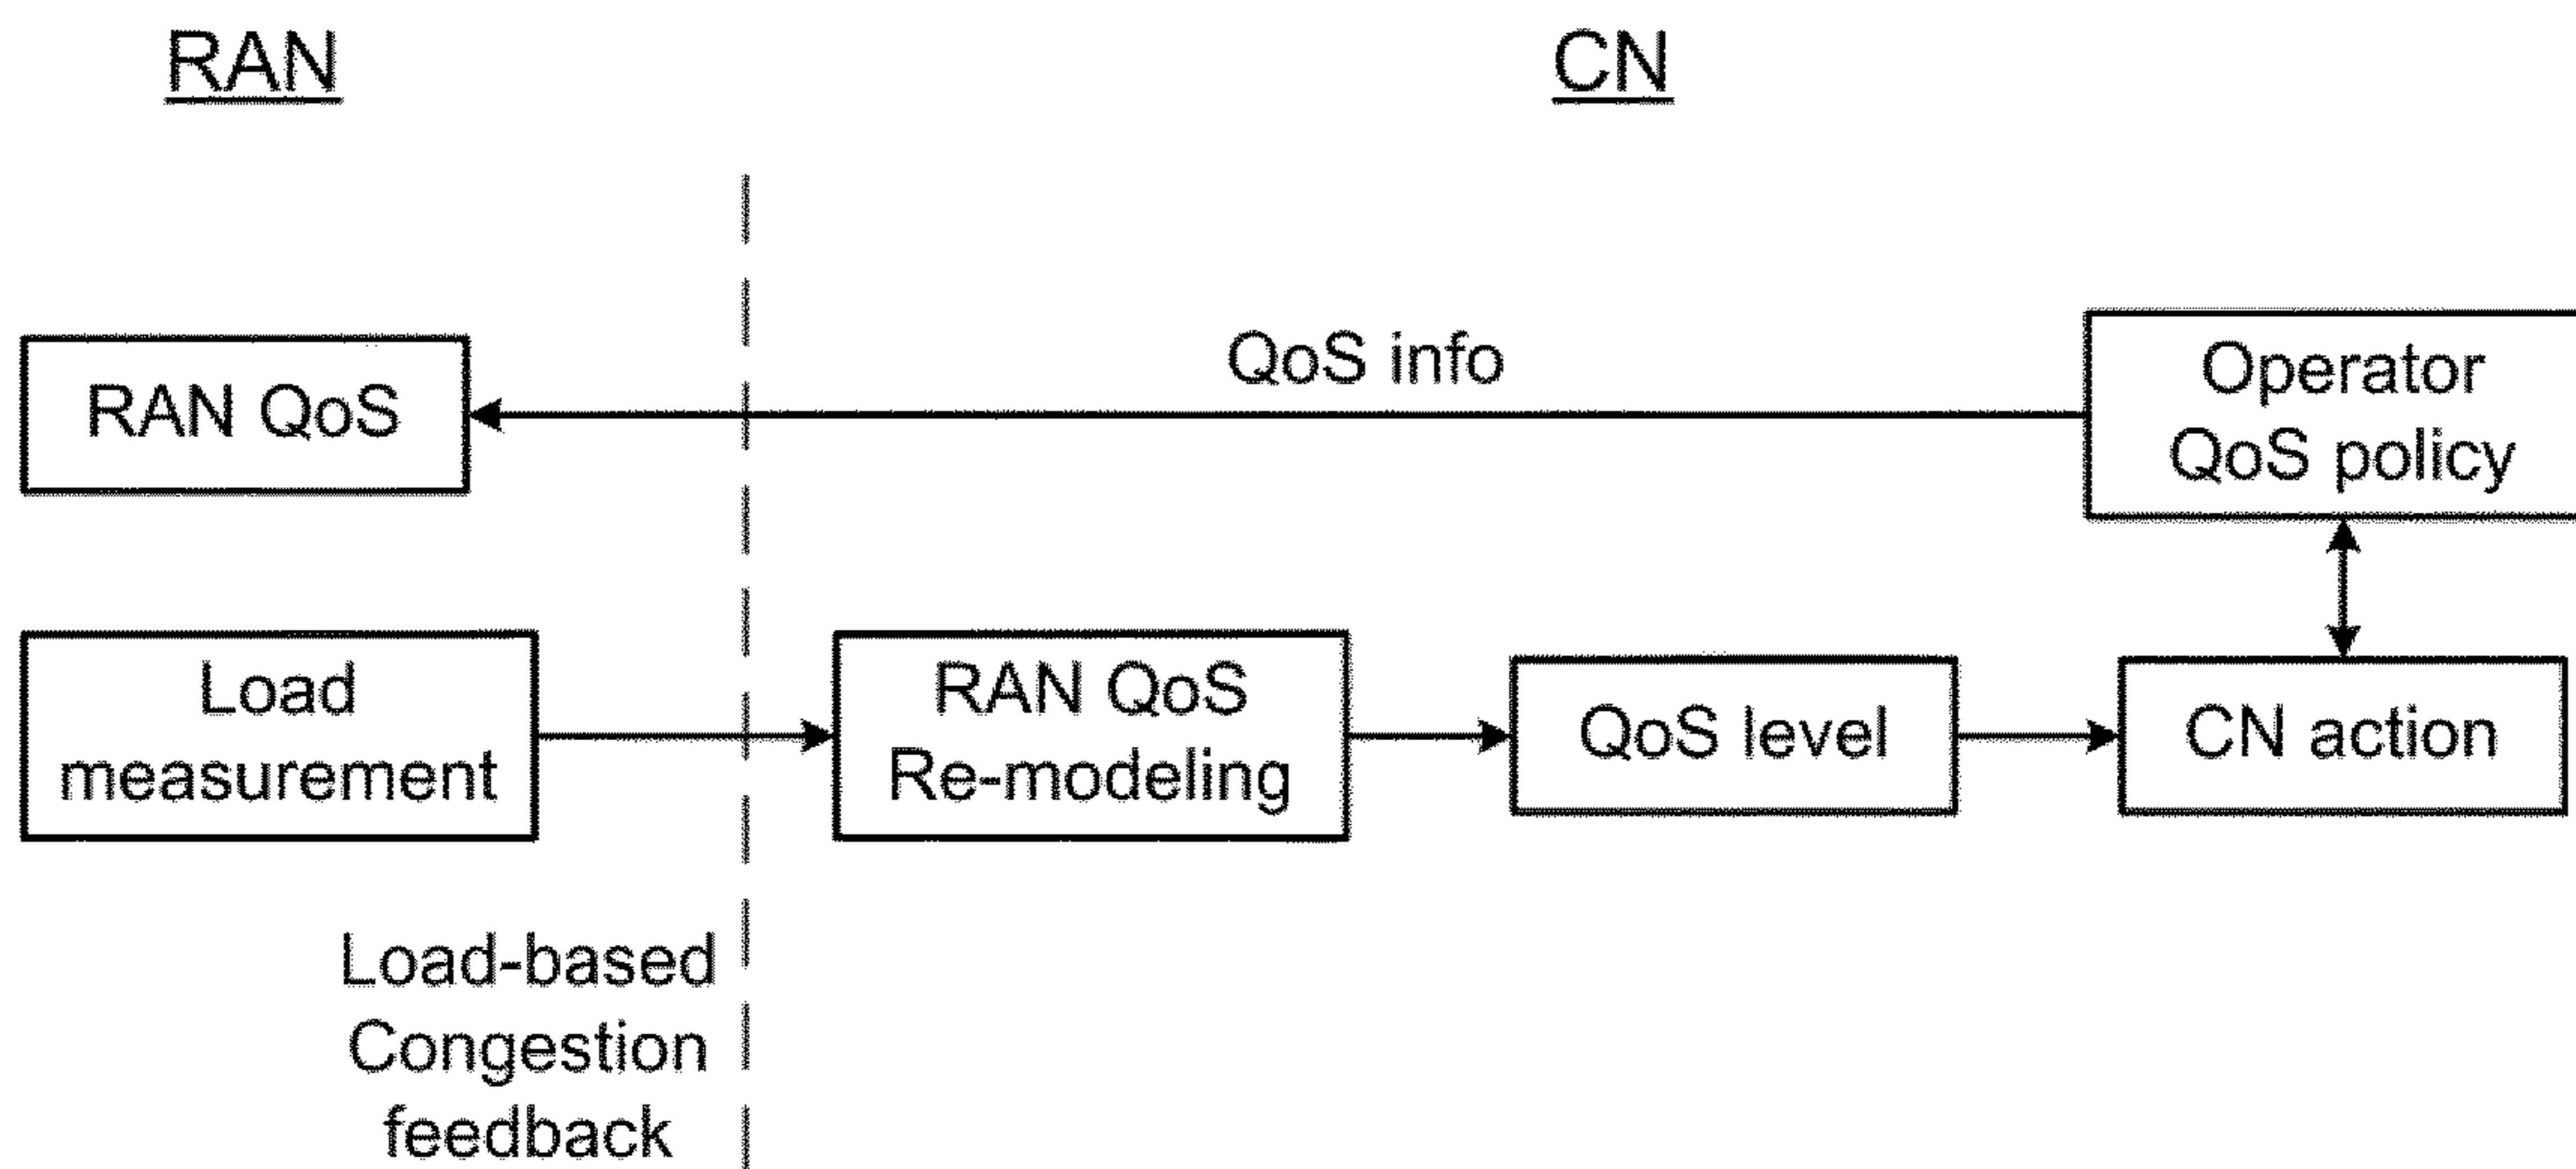 RAN
CN
QoS info
RAN QoS
Operator
QoS policy
Load
measurement
RAN QoS
Re-modeling
QoS level
CN action
Load-based
Congestion
feedback